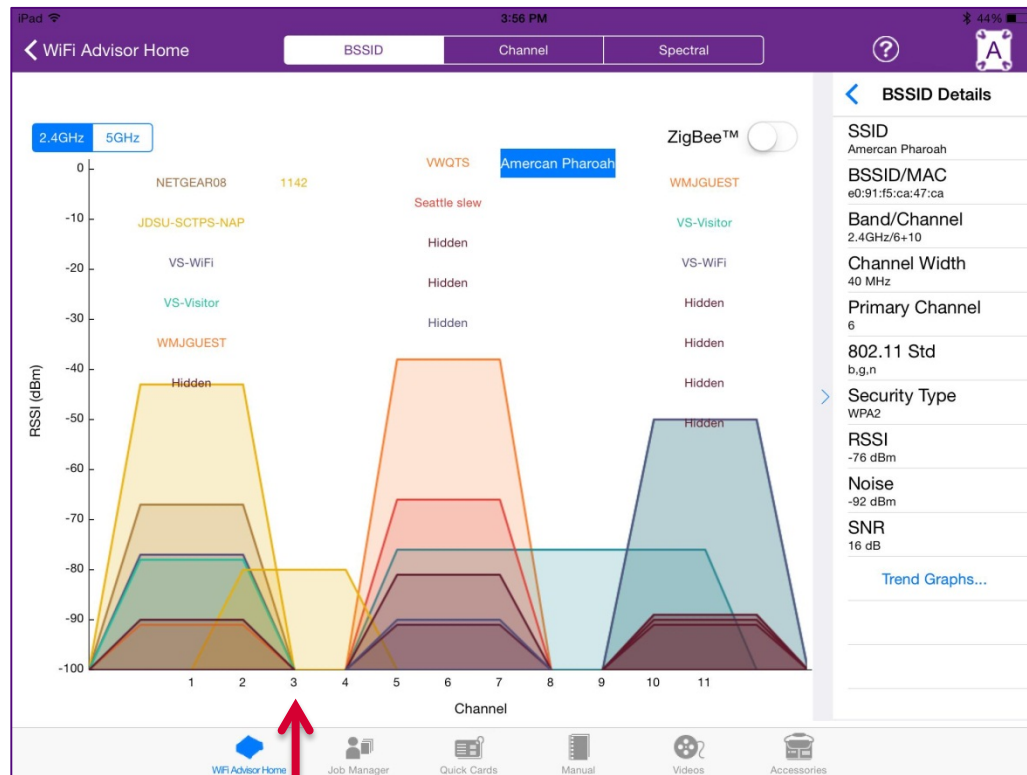 iPad 3:56 PM 44%
WiFi Advisor Home BSSID Channel Spectral ? A
BSSID Details
2.4GHz 5GHz ZigBee™
SSID
Amercan Pharoah
BSSID/MAC
e0:91:f5:ca:47:ca
Band/Channel
2.4GHz/6+10
Channel Width
40 MHz
Primary Channel
6
802.11 Std
b,g,n
Security Type
WPA2
RSSI
-76 dBm
Noise
-92 dBm
SNR
16 dB
Trend Graphs...
NETGEAR08
JDSU-SCTPS-NAP
VS-WiFi
VS-Visitor
WMJGUEST
Hidden
1142
VWQTS
Seattle slew
Hidden
Hidden
Hidden
Amercan Pharoah
WMJGUEST
VS-Visitor
VS-WiFi
Hidden
Hidden
Hidden
Hidden
RSSI (dBm)
0
-10
-20
-30
-40
-50
-60
-70
-80
-90
-100
1 2 3 4 5 6 7 8 9 10 11
Channel
WiFi Advisor Home Job Manager Quick Cards Manual Videos Accessories